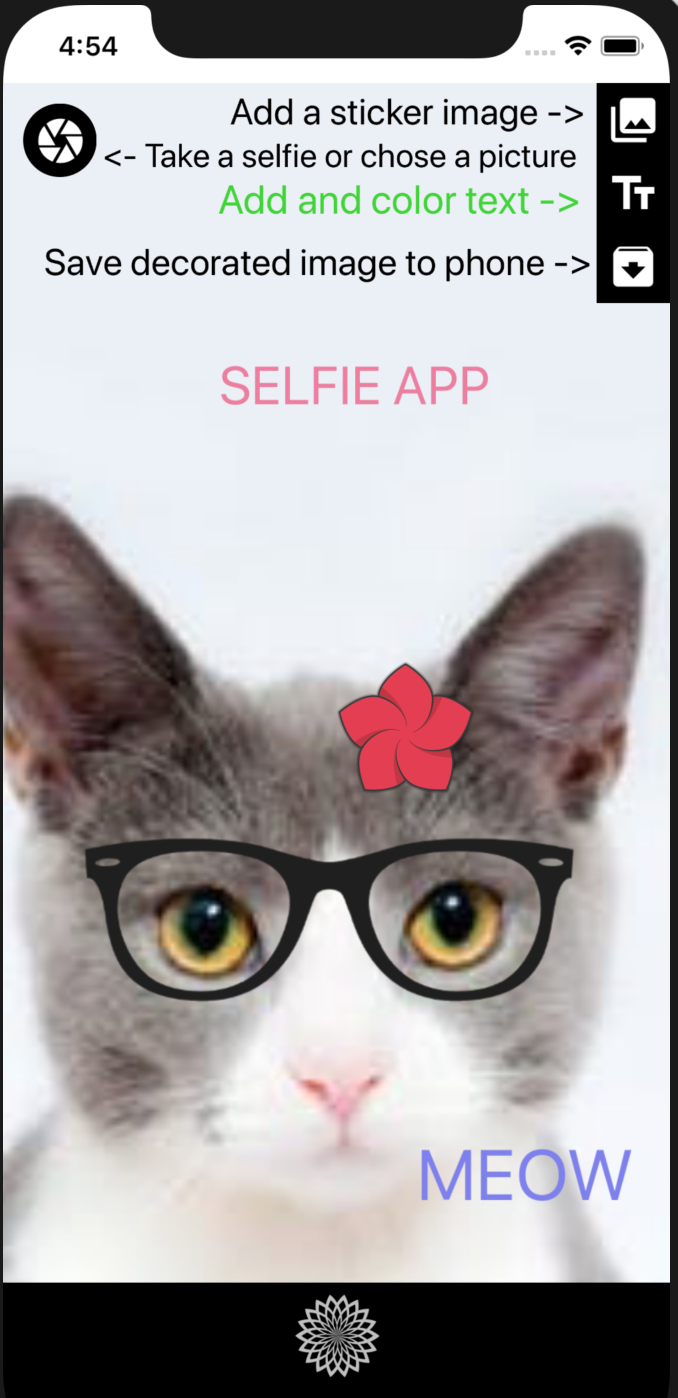 4:54
Add a sticker image ->
<- Take a selfie or chose a picture
Add and color text ->
Save decorated image to phone ->
SELFIE APP
MEOW